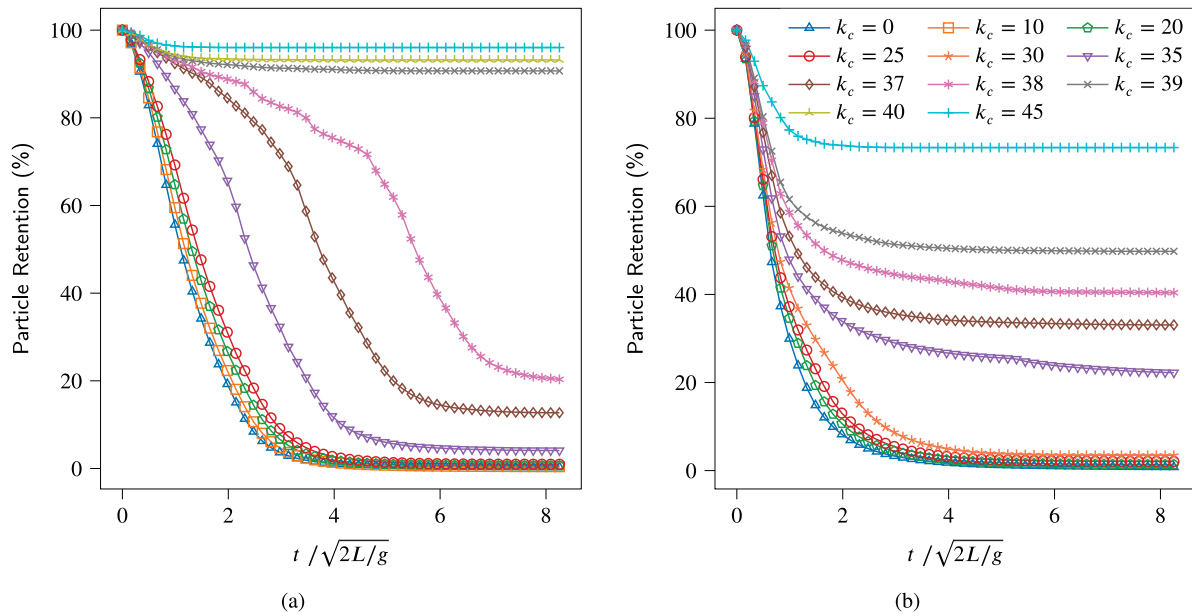 100
80
60
40
20
0
Particle Retention (%)
0 2 4 6 8
t /√2L/g
(a)
100
80
60
40
20
0
Particle Retention (%)
k_c = 0 k_c = 10 k_c = 20
k_c = 25 k_c = 30 k_c = 35
k_c = 37 k_c = 38 k_c = 39
k_c = 40 k_c = 45
0 2 4 6 8
t /√2L/g
(b)